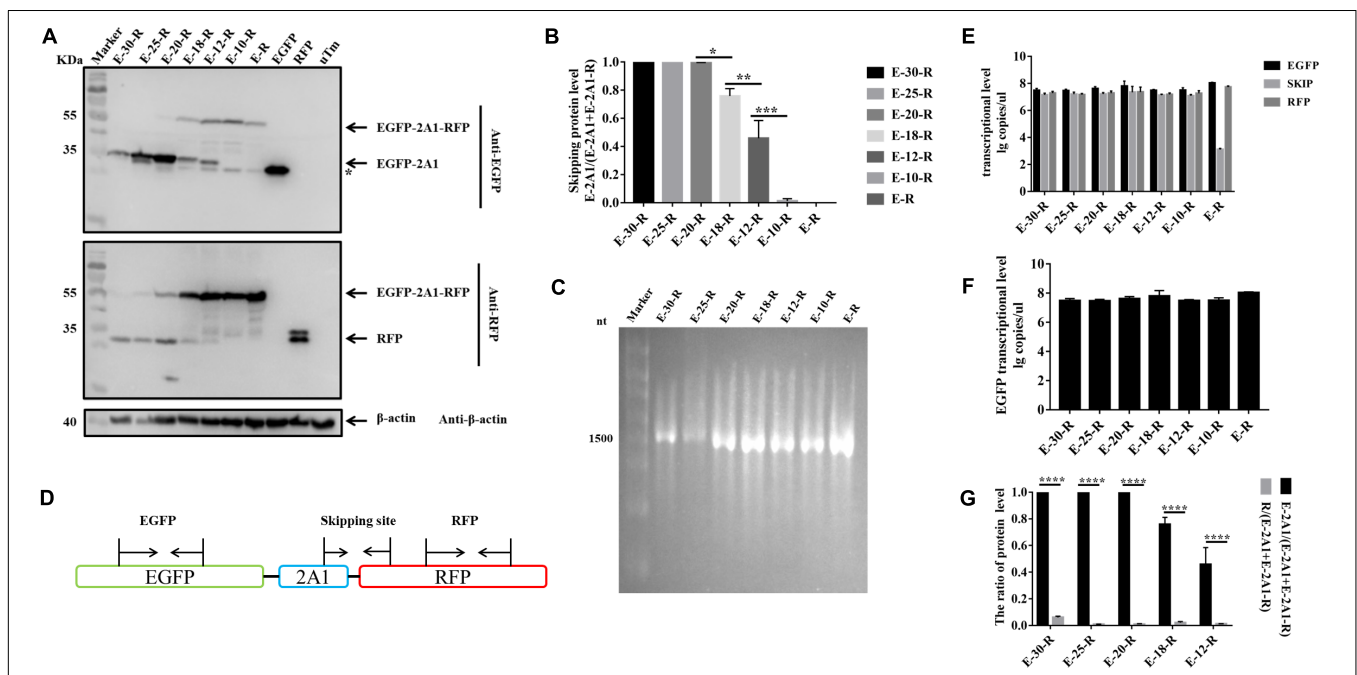 A
KDa
Marker
E-30-R
E-25-R
E-20-R
E-18-R
E-12-R
E-10-R
E-R
EGFP
RFP
uTm
55
35
EGFP-2A1-RFP
EGFP-2A1
*
Anti-EGFP
55
35
EGFP-2A1-RFP
RFP
Anti-RFP
40
β-actin
Anti-β-actin
B
Skipping protein level
E-2A1/(E-2A1+E-2A1-R)
1.0
0.8
0.6
0.4
0.2
0.0
*
**
***
E-30-R
E-25-R
E-20-R
E-18-R
E-12-R
E-10-R
E-R
E-30-R
E-25-R
E-20-R
E-18-R
E-12-R
E-10-R
E-R
C
nt
Marker
E-30-R
E-25-R
E-20-R
E-18-R
E-12-R
E-10-R
E-R
1500
D
EGFP
Skipping site
RFP
EGFP
2A1
RFP
E
transcriptional level
lg copies/ul
10
8
6
4
2
0
EGFP
SKIP
RFP
E-30-R
E-25-R
E-20-R
E-18-R
E-12-R
E-10-R
E-R
F
EGFP transcriptional level
lg copies/ul
10
8
6
4
2
0
E-30-R
E-25-R
E-20-R
E-18-R
E-12-R
E-10-R
E-R
G
The ratio of protein level
1.0
0.8
0.6
0.4
0.2
0.0
****
****
****
****
****
E-30-R
E-25-R
E-20-R
E-18-R
E-12-R
R/(E-2A1+E-2A1-R)
E-2A1/(E-2A1+E-2A1-R)